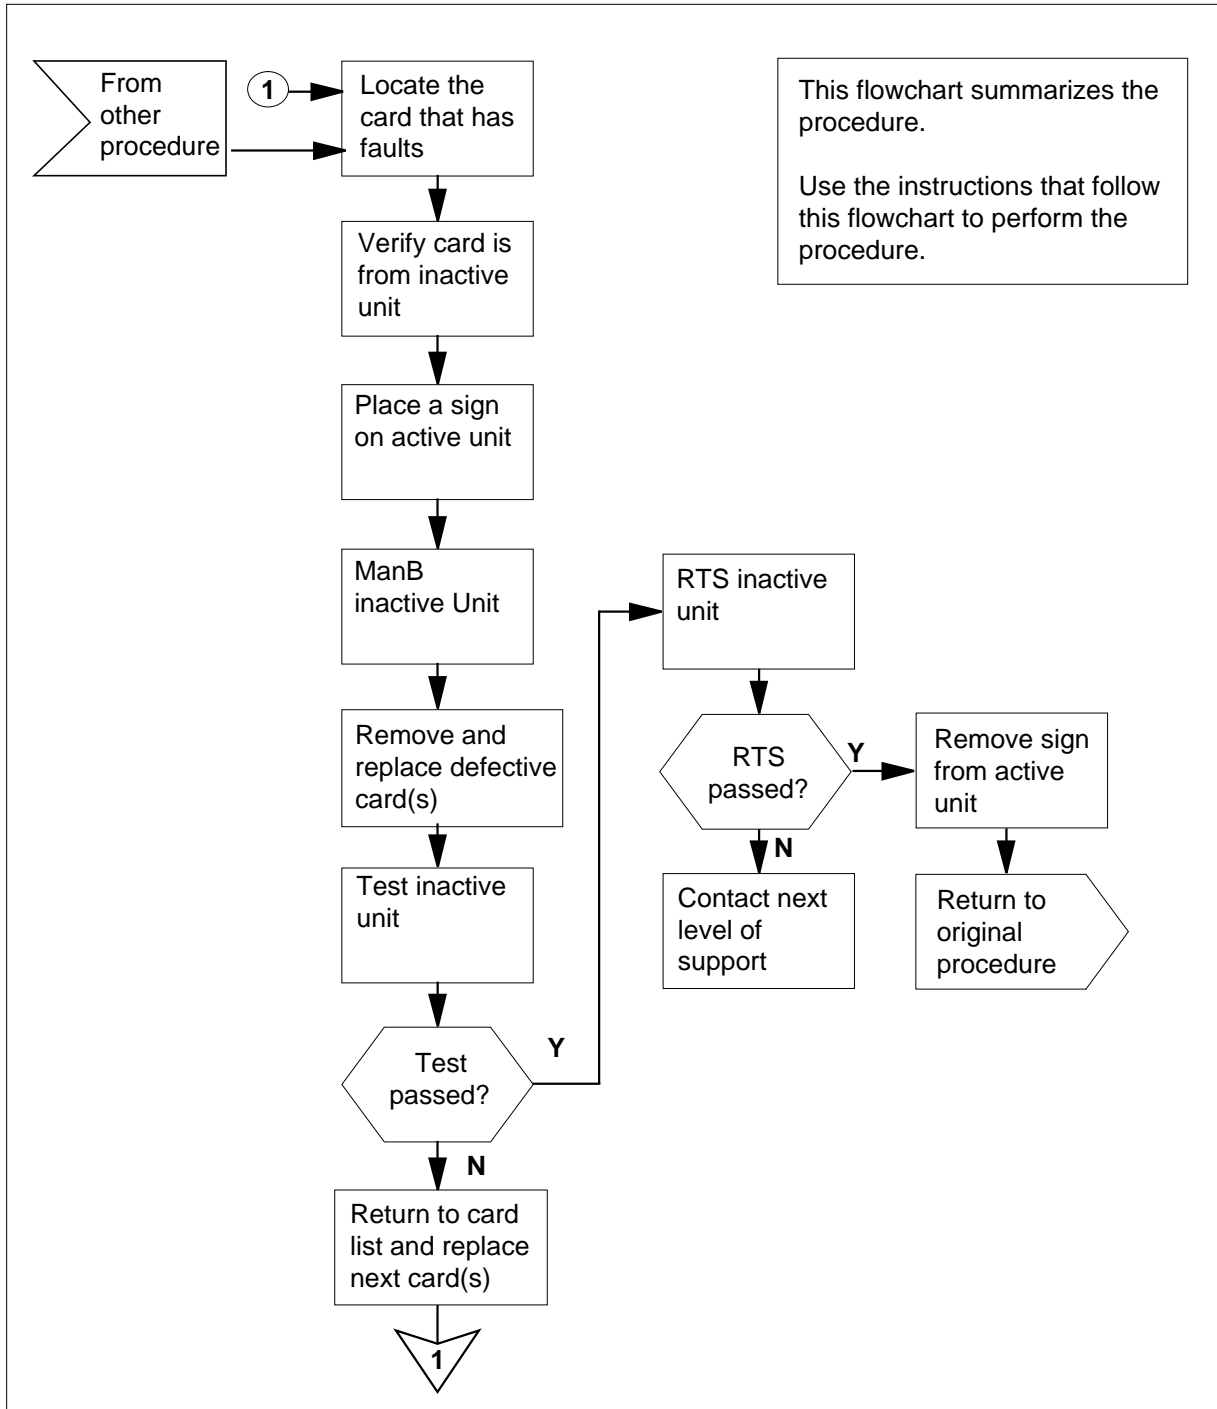 From
other
procedure
1
Locate the
card that has
faults
This flowchart summarizes the
procedure.
Use the instructions that follow
this flowchart to perform the
procedure.
Verify card is
from inactive
unit
Place a sign
on active unit
ManB
inactive Unit
Remove and
replace defective
card(s)
Test inactive
unit
Test
passed?
Y
N
Return to card
list and replace
next card(s)
1
RTS inactive
unit
RTS
passed?
Y
N
Contact next
level of
support
Remove sign
from active
unit
Return to
original
procedure